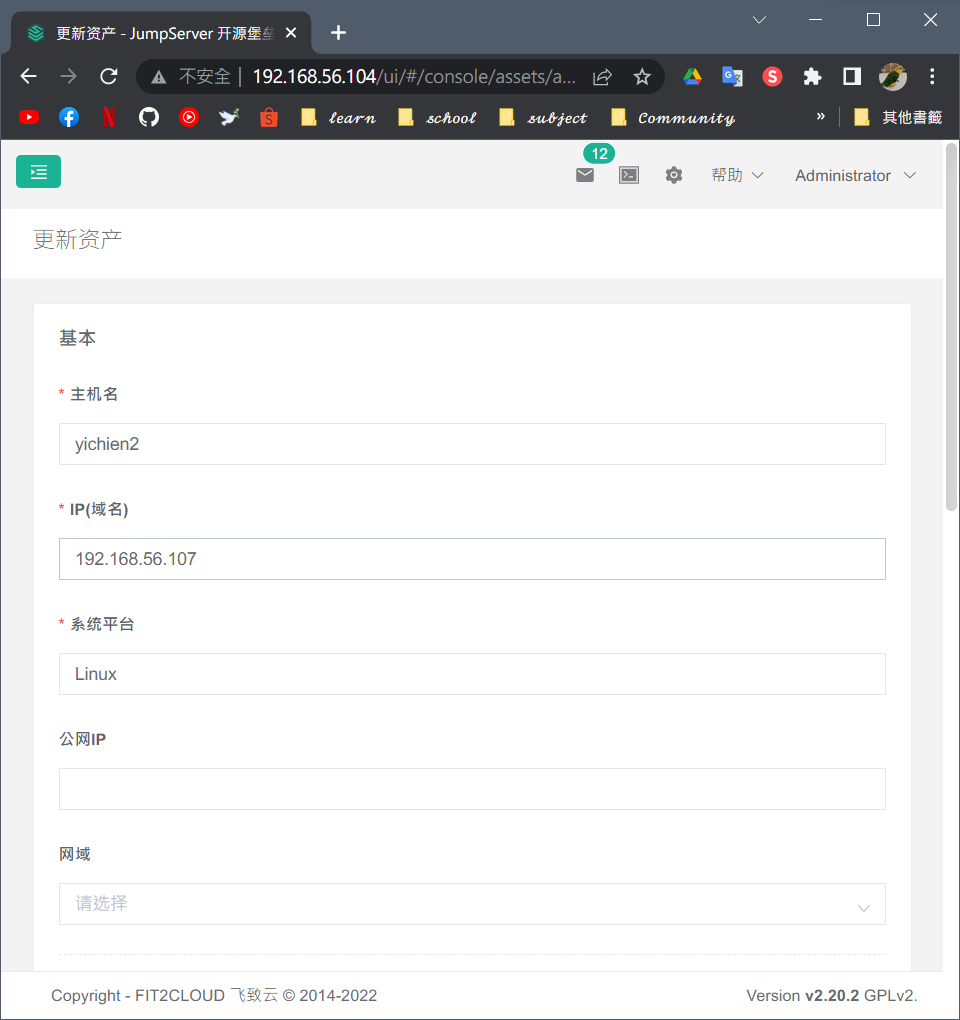 更新资产 - JumpServer 开源堡垒
不安全 192.168.56.104/ui/#/console/assets/a...
learn school subject Community » 其他書籤
12
帮助 Administrator
更新资产
基本
* 主机名
yichien2
* IP(域名)
192.168.56.107
* 系统平台
Linux
公网IP
网域
请选择
Copyright - FIT2CLOUD 飞致云 © 2014-2022 Version v2.20.2 GPLv2.